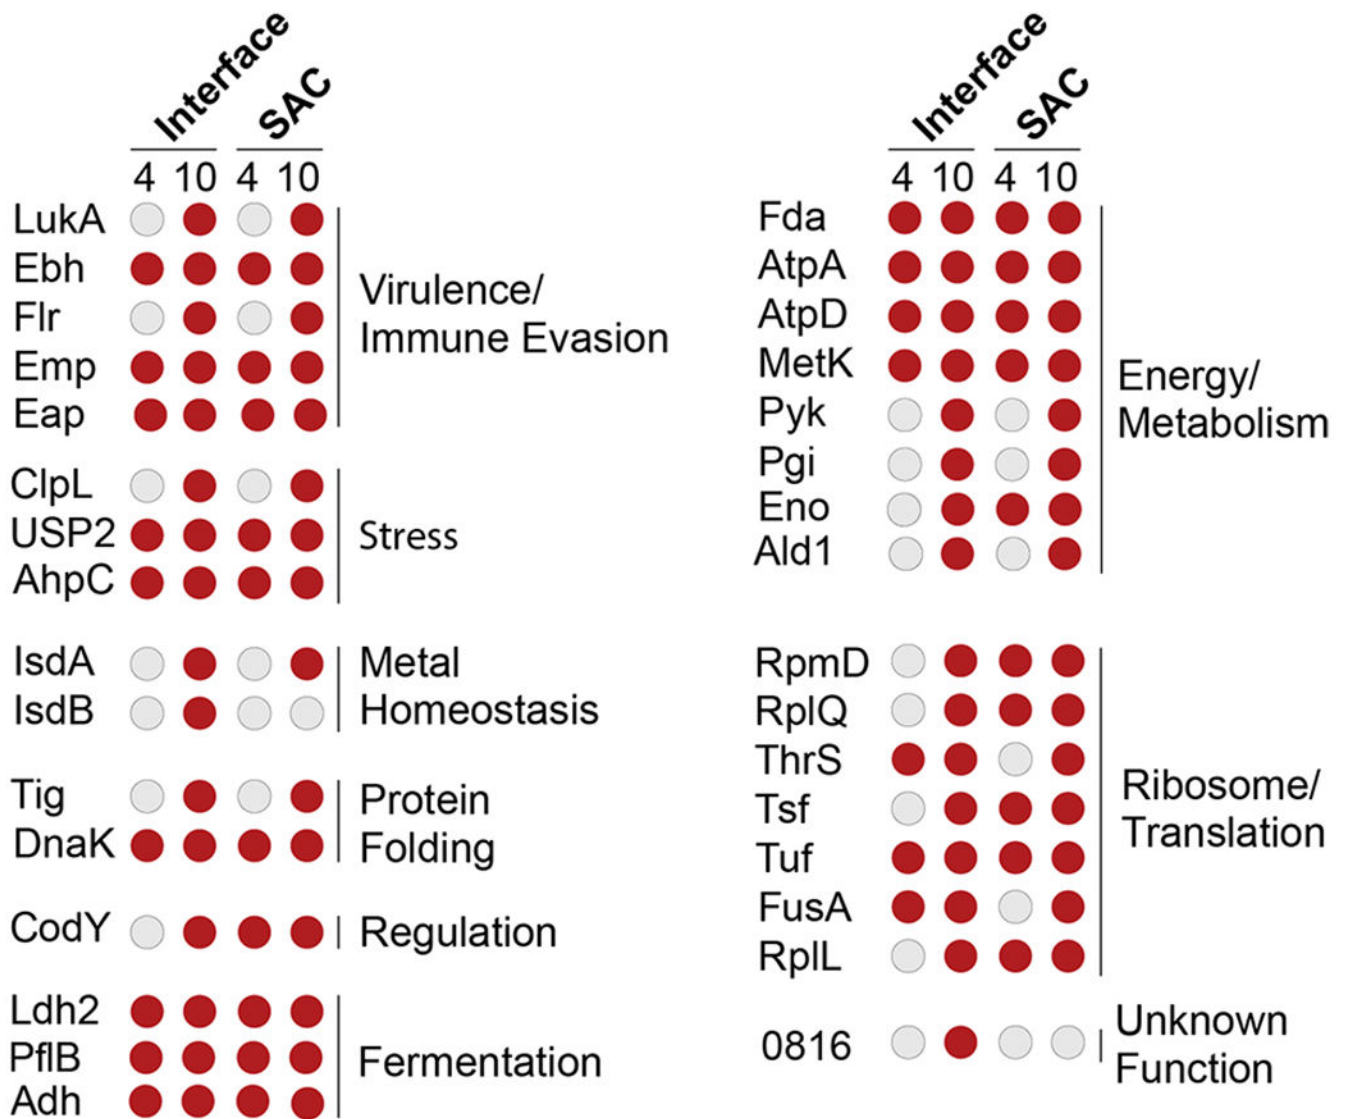 Interface SAC
4 10 4 10
LukA
Ebh
Flr
Emp
Eap
Virulence/
Immune Evasion
ClpL
USP2
AhpC
Stress
IsdA
IsdB
Metal
Homeostasis
Tig
DnaK
Protein
Folding
CodY
Regulation
Ldh2
PflB
Adh
Fermentation
Interface SAC
4 10 4 10
Fda
AtpA
AtpD
MetK
Pyk
Pgi
Eno
Ald1
Energy/
Metabolism
RpmD
RplQ
ThrS
Tsf
Tuf
FusA
RplL
Ribosome/
Translation
0816
Unknown
Function